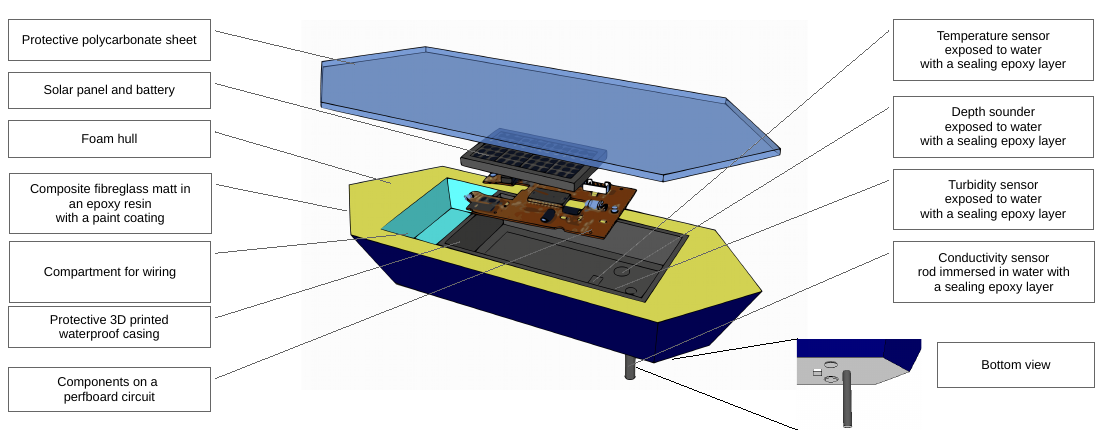 Protective polycarbonate sheet
Solar panel and battery
Foam hull
Composite fibreglass matt in
an epoxy resin
with a paint coating
Compartment for wiring
Protective 3D printed
waterproof casing
Components on a
perfboard circuit
Temperature sensor
exposed to water
with a sealing epoxy layer
Depth sounder
exposed to water
with a sealing epoxy layer
Turbidity sensor
exposed to water
with a sealing epoxy layer
Conductivity sensor
rod immersed in water with
a sealing epoxy layer
Bottom view